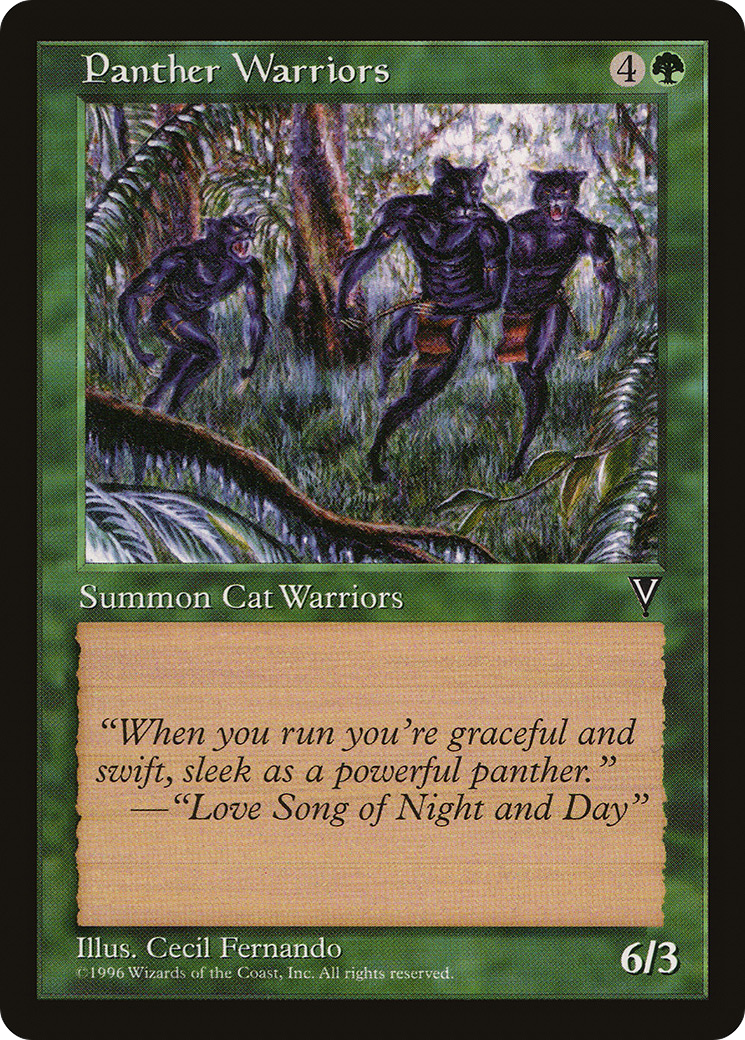 Panther Warriors 4
Summon Cat Warriors V
“When you run you’re graceful and
swift, sleek as a powerful panther.”
—“Love Song of Night and Day”
Illus. Cecil Fernando
©1996 Wizards of the Coast, Inc. All rights reserved.
6/3